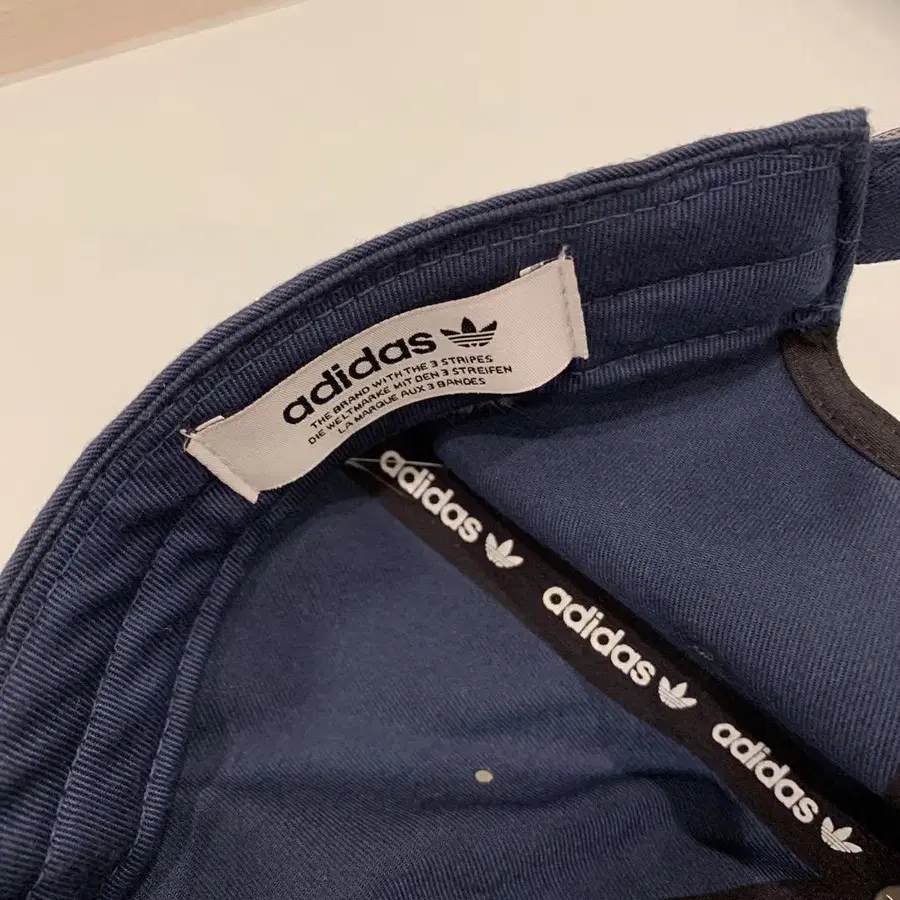 adidas
THE BRAND WITH THE 3 STRIPES
DIE WELTMARKE MIT DEN 3 STREIFEN
LA MARQUE AUX 3 BANDES
adidas
adidas
adidas